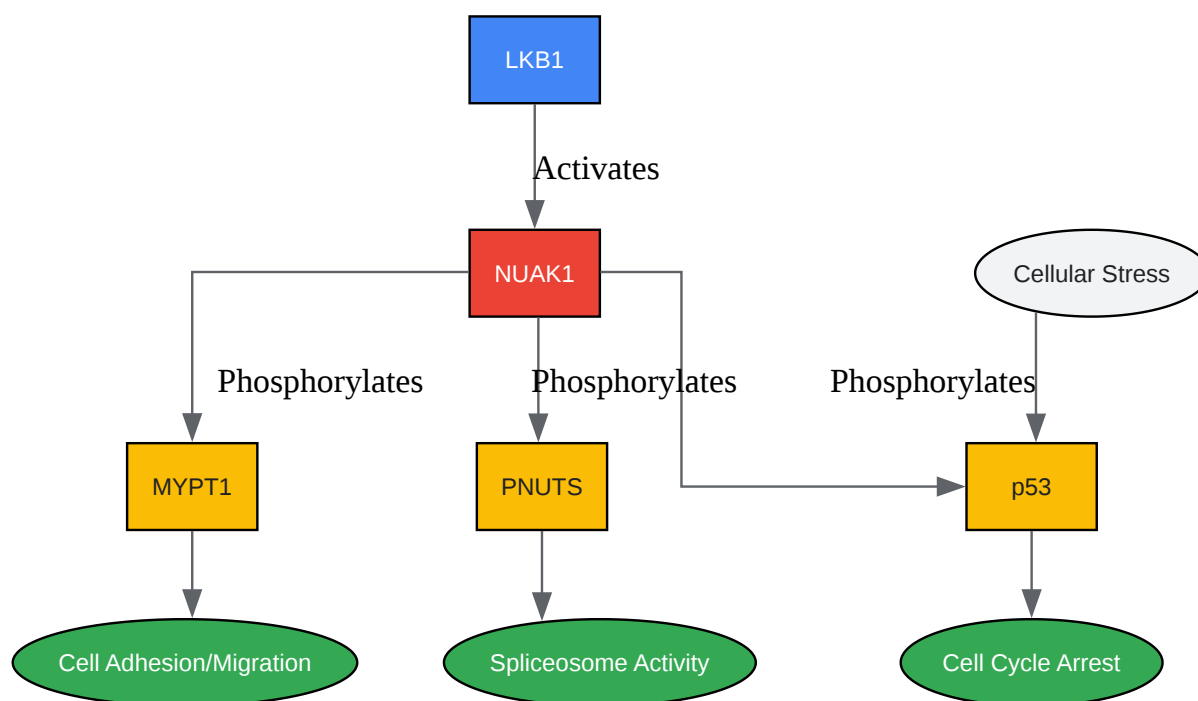 LKB1
Activates
NUAK1
Cellular Stress
Phosphorylates
Phosphorylates
Phosphorylates
MYPT1
PNUTS
p53
Cell Adhesion/Migration
Spliceosome Activity
Cell Cycle Arrest